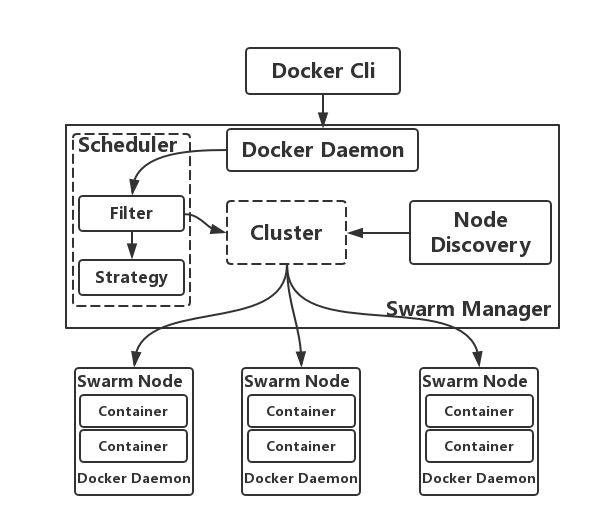 Docker Cli
Scheduler
Docker Daemon
Filter
Strategy
Cluster
Node
Discovery
Swarm Manager
Swarm Node
Container
Container
Docker Daemon
Swarm Node
Container
Container
Docker Daemon
Swarm Node
Container
Container
Docker Daemon